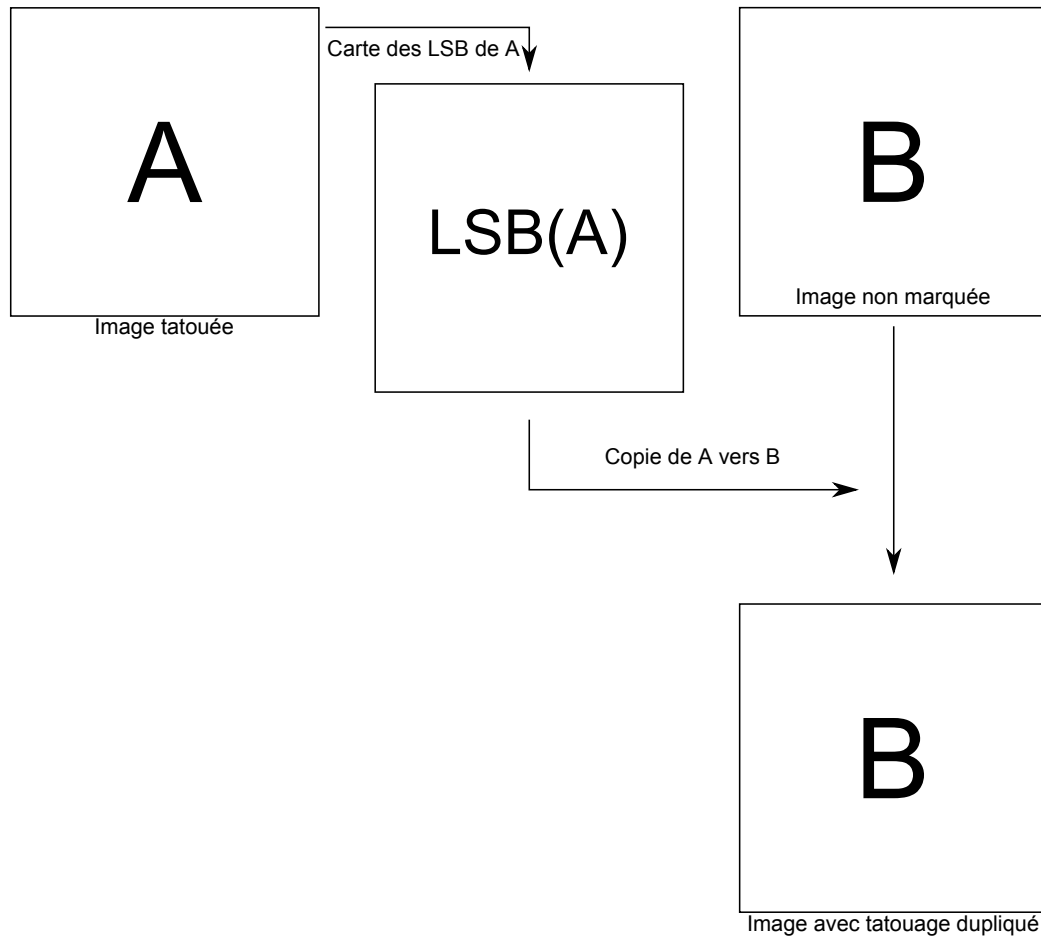 Carte des LSB de A
A
Image tatouée
LSB(A)
B
Image non marquée
Copie de A vers B
B
Image avec tatouage dupliqué